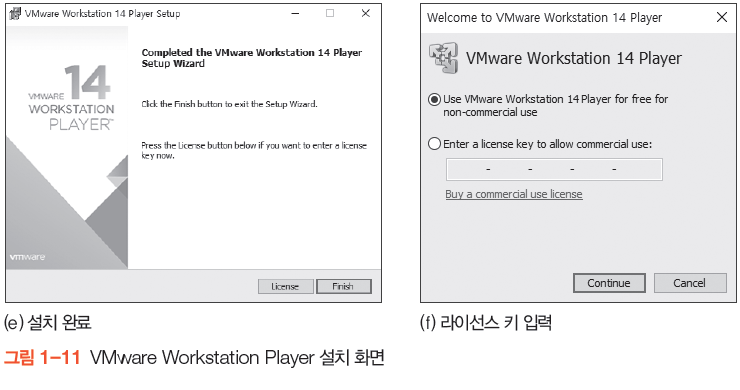 VMware Workstation 14 Player Setup
VMWARE 14
WORKSTATION
PLAYER™
vmware
Completed the VMware Workstation 14 Player
Setup Wizard
Click the Finish button to exit the Setup Wizard.
Press the License button below if you want to enter a license
key now.
License
Finish
(e) 설치 완료
Welcome to VMware Workstation 14 Player
VMware Workstation 14 Player
Use VMware Workstation 14 Player for free for
non-commercial use
Enter a license key to allow commercial use:
- - - -
Buy a commercial use license
Continue
Cancel
(f) 라이선스 키 입력
그림 1-11 VMware Workstation Player 설치 화면